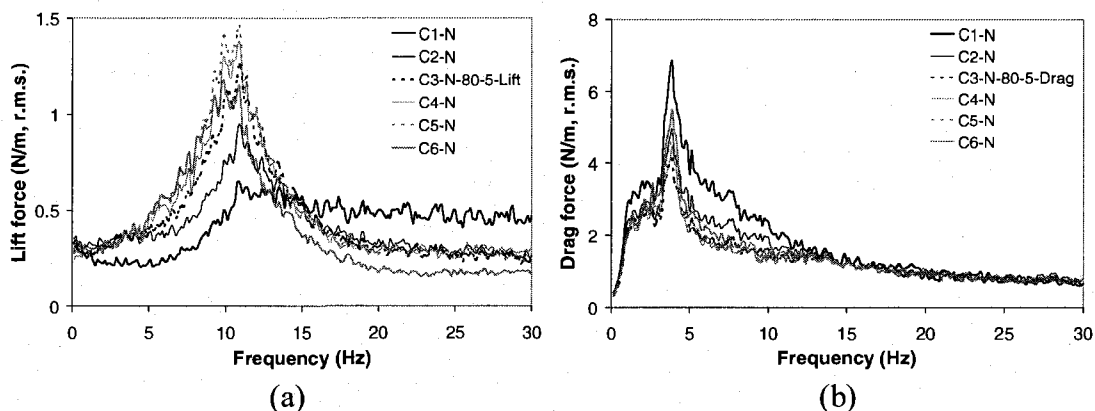 1.5
1
0.5
0
Lift force (N/m, r.m.s.)
C1-N
C2-N
C3-N-80-5-Lift
C4-N
C5-N
C6-N
0 5 10 15 20 25 30
Frequency (Hz)
(a)
8
6
4
2
0
Drag force (N/m, r.m.s.)
C1-N
C2-N
C3-N-80-5-Drag
C4-N
C5-N
C6-N
0 5 10 15 20 25 30
Frequency (Hz)
(b)